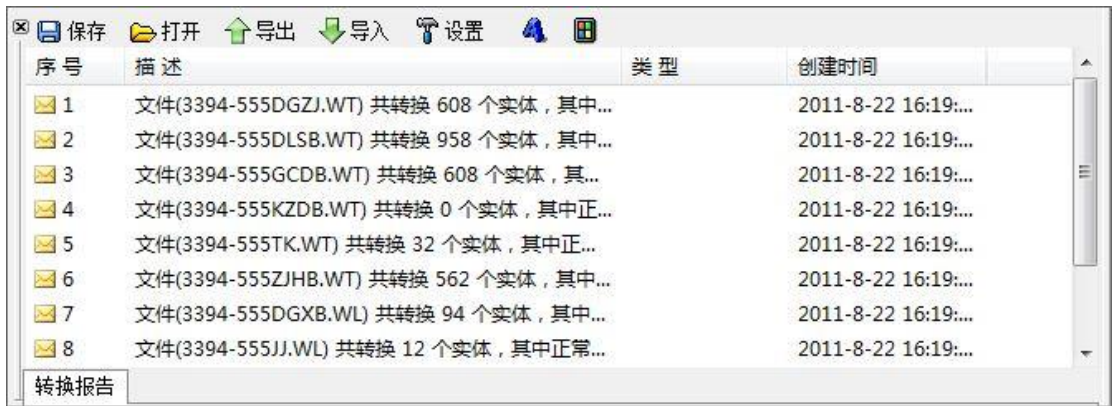 保存 打开 导出 导入 设置
序号 描述 类型 创建时间
1 文件(3394-555DGZJ.WT) 共转换 608 个实体，其中... 2011-8-22 16:19:...
2 文件(3394-555DLSB.WT) 共转换 958 个实体，其中... 2011-8-22 16:19:...
3 文件(3394-555GCDB.WT) 共转换 608 个实体，其... 2011-8-22 16:19:...
4 文件(3394-555KZDB.WT) 共转换 0 个实体，其中正... 2011-8-22 16:19:...
5 文件(3394-555TK.WT) 共转换 32 个实体，其中正... 2011-8-22 16:19:...
6 文件(3394-555ZJHB.WT) 共转换 562 个实体，其中... 2011-8-22 16:19:...
7 文件(3394-555DGXB.WL) 共转换 94 个实体，其中... 2011-8-22 16:19:...
8 文件(3394-555JJ.WL) 共转换 12 个实体，其中正常... 2011-8-22 16:19:...
转换报告